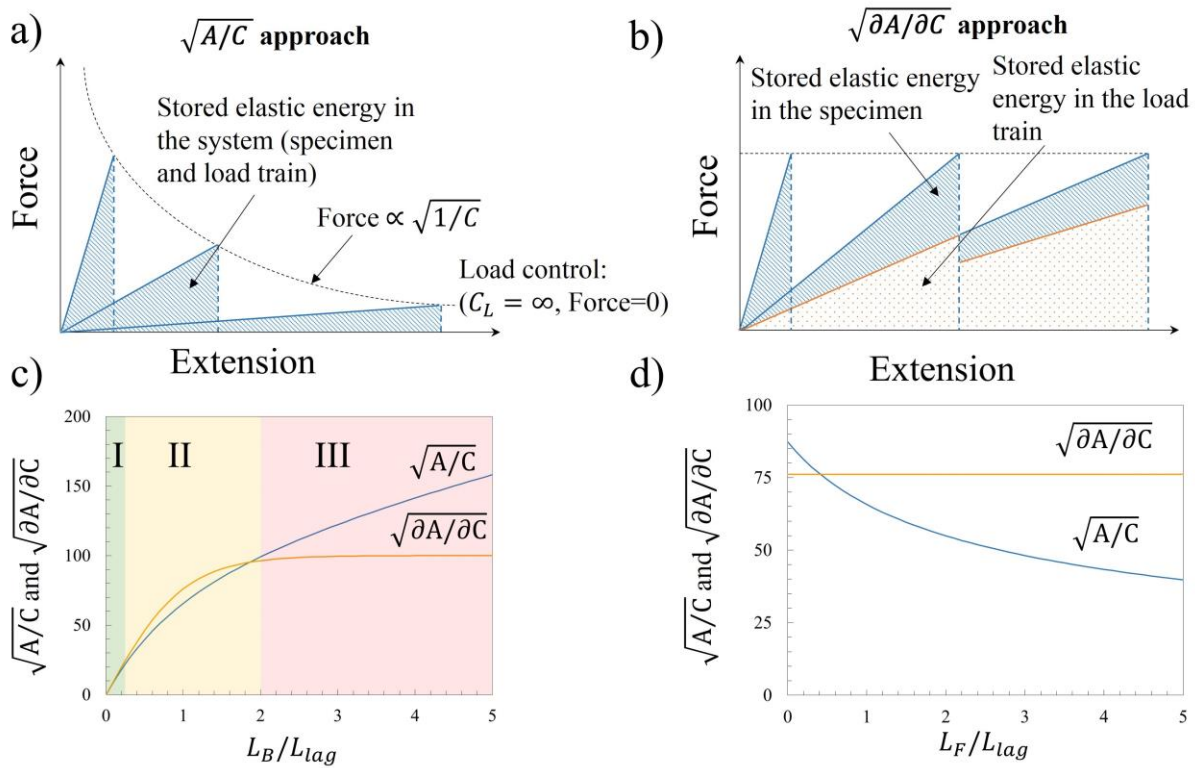 a)
√A/C approach
Stored elastic energy in
the system (specimen
and load train)
Force ∝ √1/C
Load control:
(C_L = ∞, Force=0)
Force
Extension
b)
√∂A/∂C approach
Stored elastic energy
in the specimen
Stored elastic
energy in the load
train
Force
Extension
c)
200
150
100
50
0
I
II
III
√A/C
√∂A/∂C
√A/C and √∂A/∂C
0
1
2
3
4
5
L_B/L_lag
d)
100
75
50
25
0
√∂A/∂C
√A/C
√A/C and √∂A/∂C
0
1
2
3
4
5
L_F/L_lag